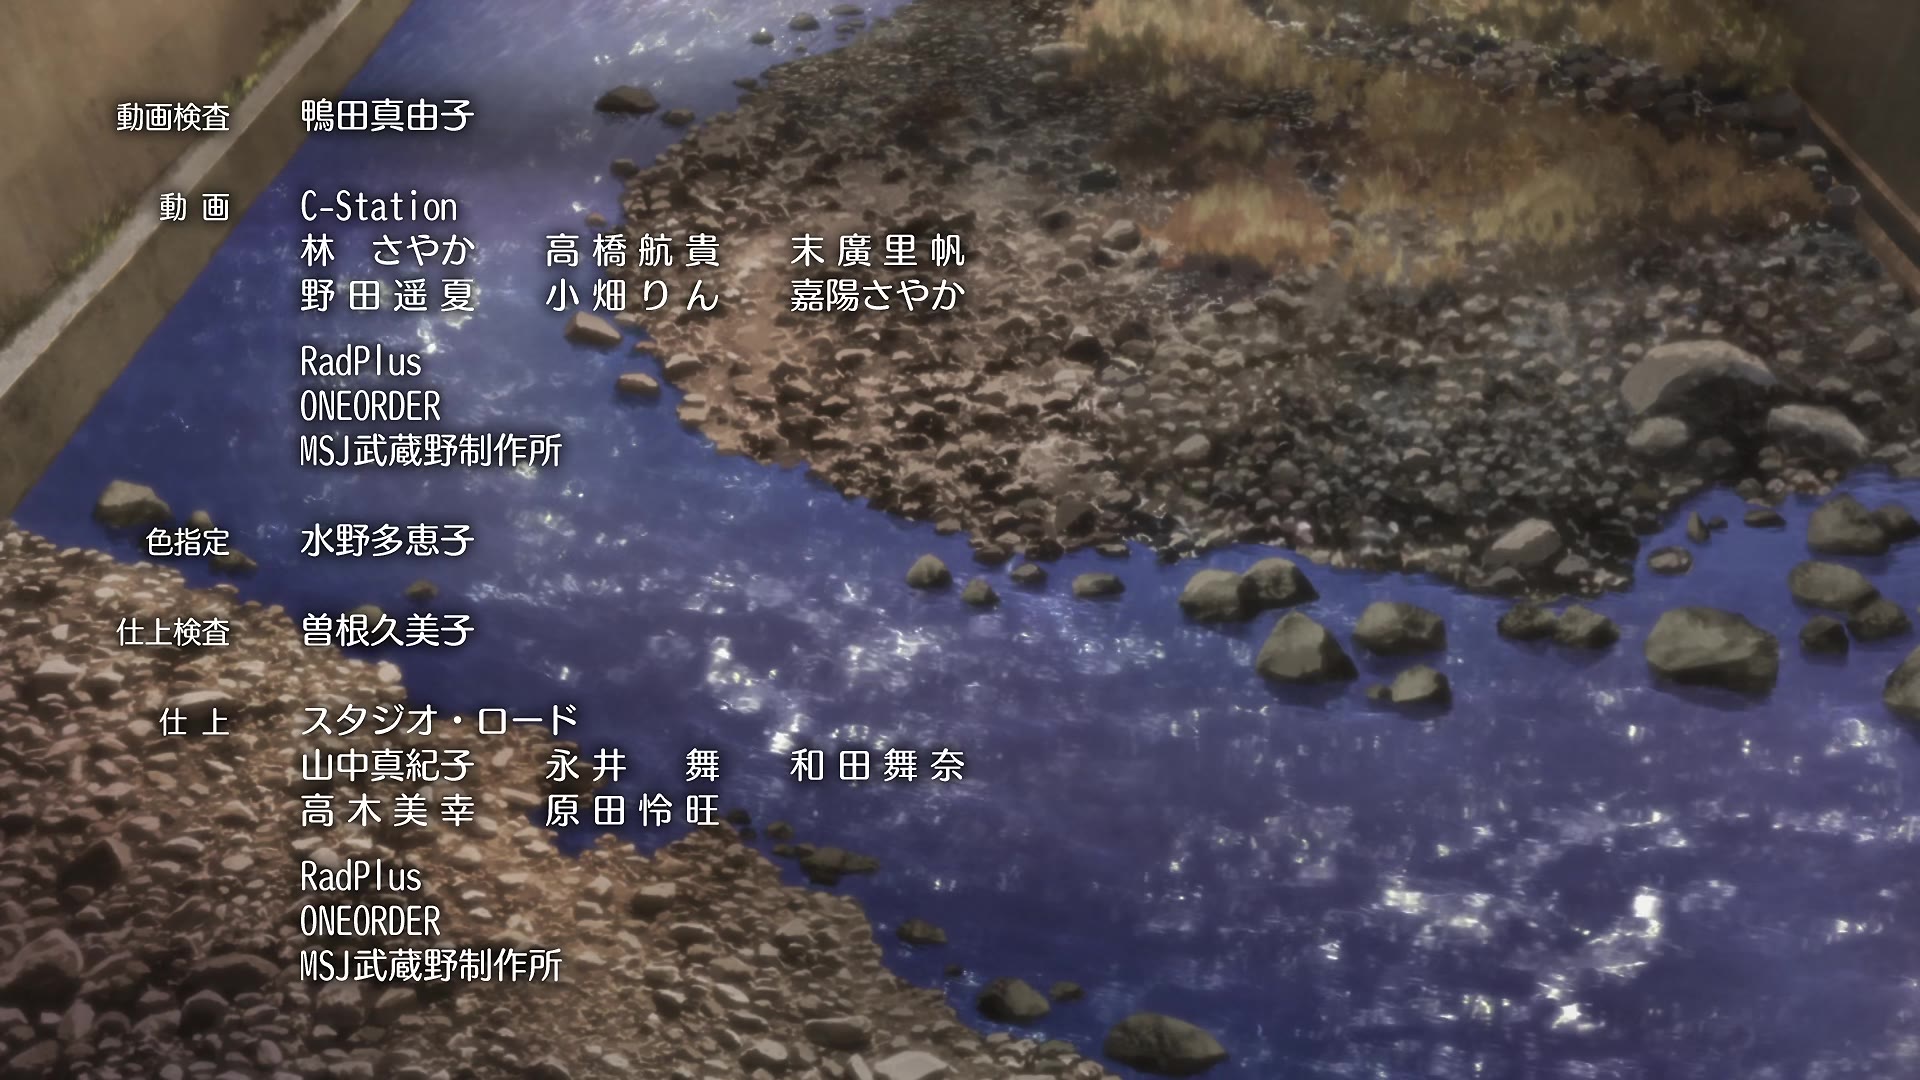 動画検査 鴨田真由子
動画 C-Station
林 さやか 高橋航貴 末廣里帆
野田遥夏 小畑りん 嘉陽さやか
RadPlus
ONEORDER
MSJ武蔵野制作所
色指定 水野多恵子
仕上検査 曽根久美子
仕上 スタジオ・ロード
山中真紀子 永井 舞 和田舞奈
高木美幸 原田怜旺
RadPlus
ONEORDER
MSJ武蔵野制作所